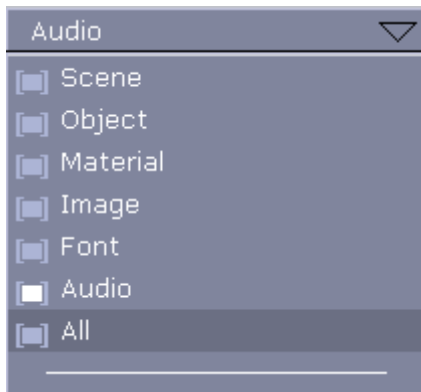 Audio
Scene
Object
Material
Image
Font
Audio
All